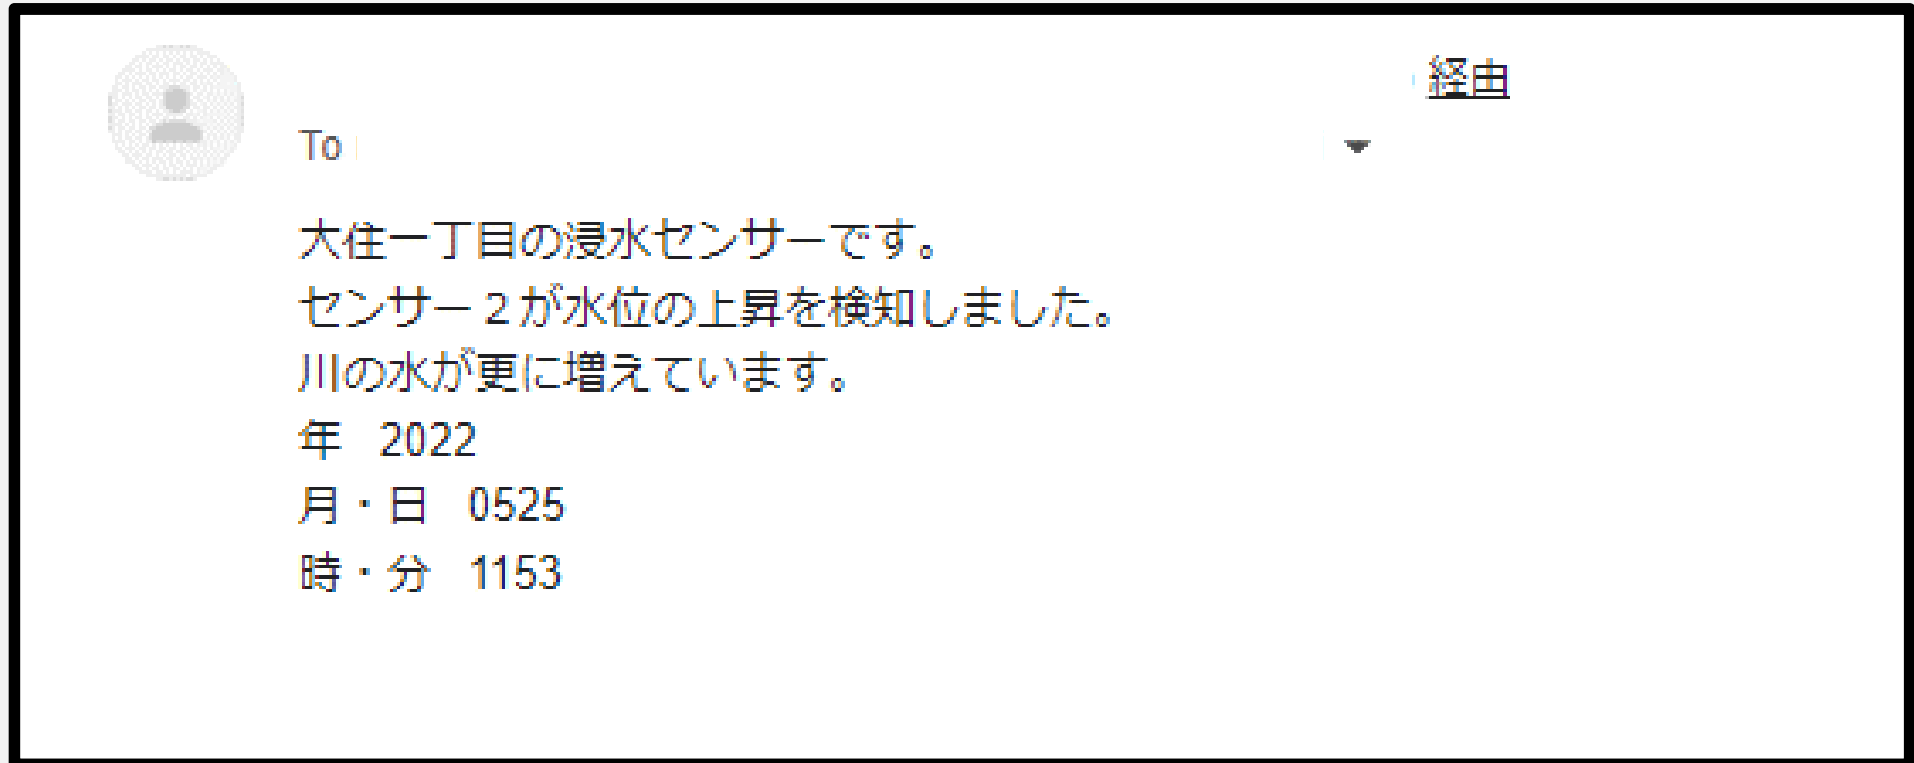 経由
To
大住一丁目の浸水センサーです。
センサー２が水位の上昇を検知しました。
川の水が更に増えています。
年 2022
月・日 0525
時・分 1153